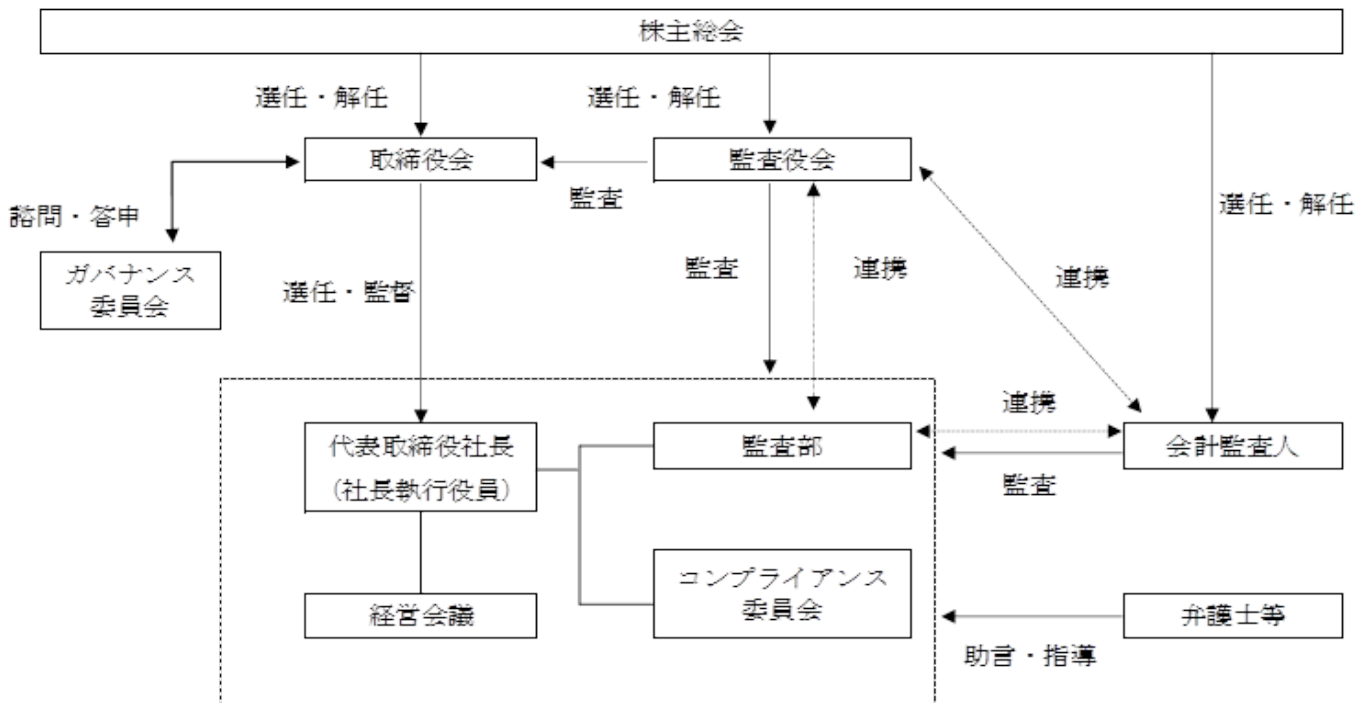 株主総会
選任・解任
選任・解任
選任・解任
取締役会
監査
監査役会
諮問・答申
ガバナンス
委員会
選任・監督
監査
連携
連携
連携
代表取締役社長
(社長執行役員)
監査部
監査
会計監査人
経営会議
コンプライアンス
委員会
助言・指導
弁護士等